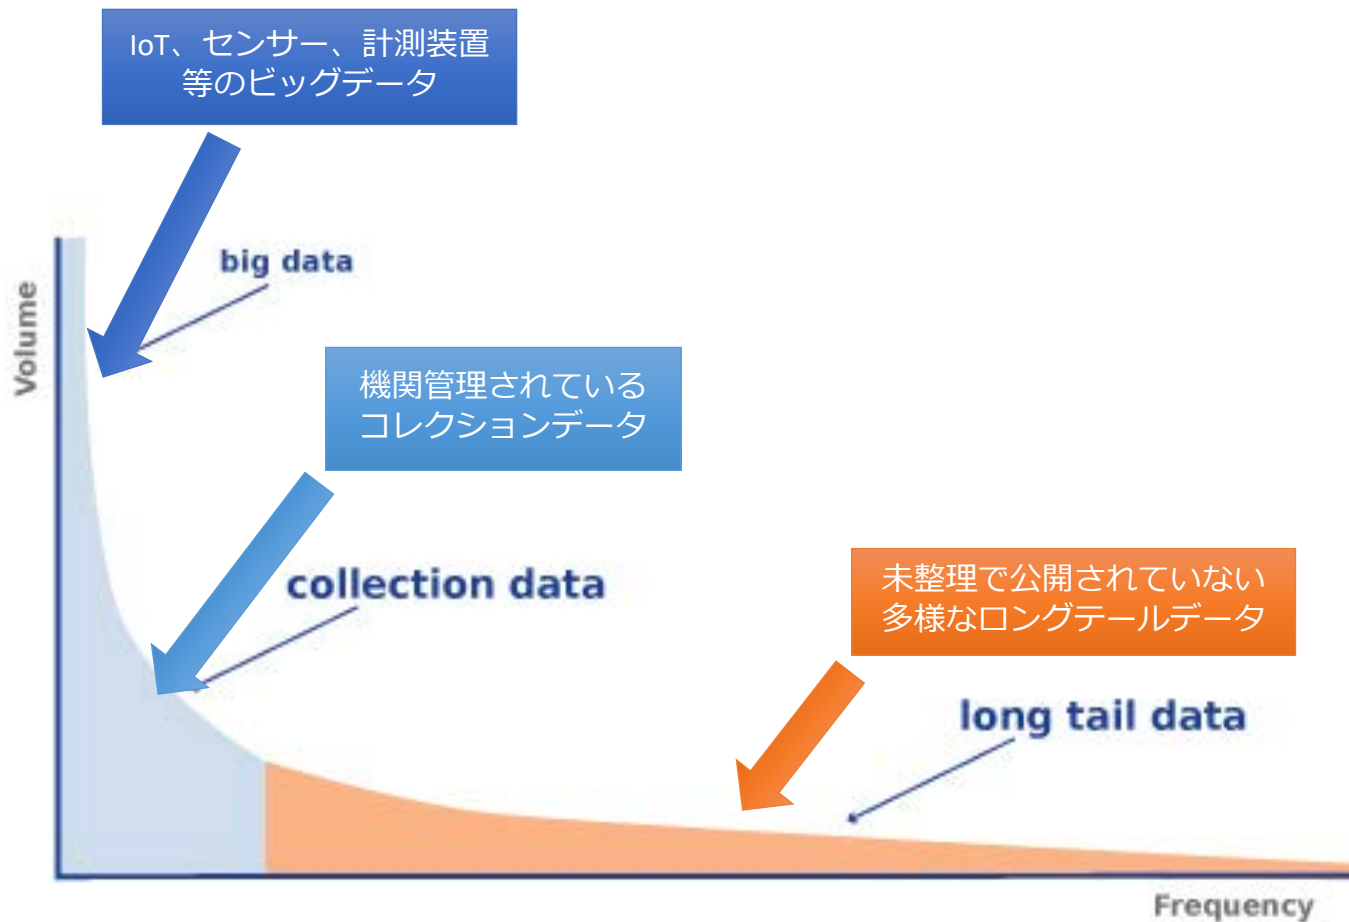 IoT、センサー、計測装置
等のビッグデータ
big data
Volume
機関管理されている
コレクションデータ
collection data
未整理で公開されていない
多様なロングテールデータ
long tail data
Frequency